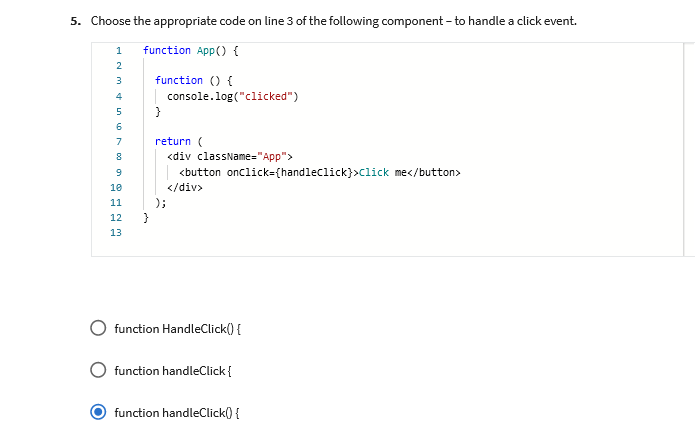 5. Choose the appropriate code on line 3 of the following component – to handle a click event.
1 function App() {
2
3 function () {
4 console.log("clicked")
5 }
6
7 return (
8 <div className="App">
9 <button onClick={handleClick}>Click me</button>
10 </div>
11 );
12 }
13
function HandleClick() {
function handleClick {
function handleClick() {